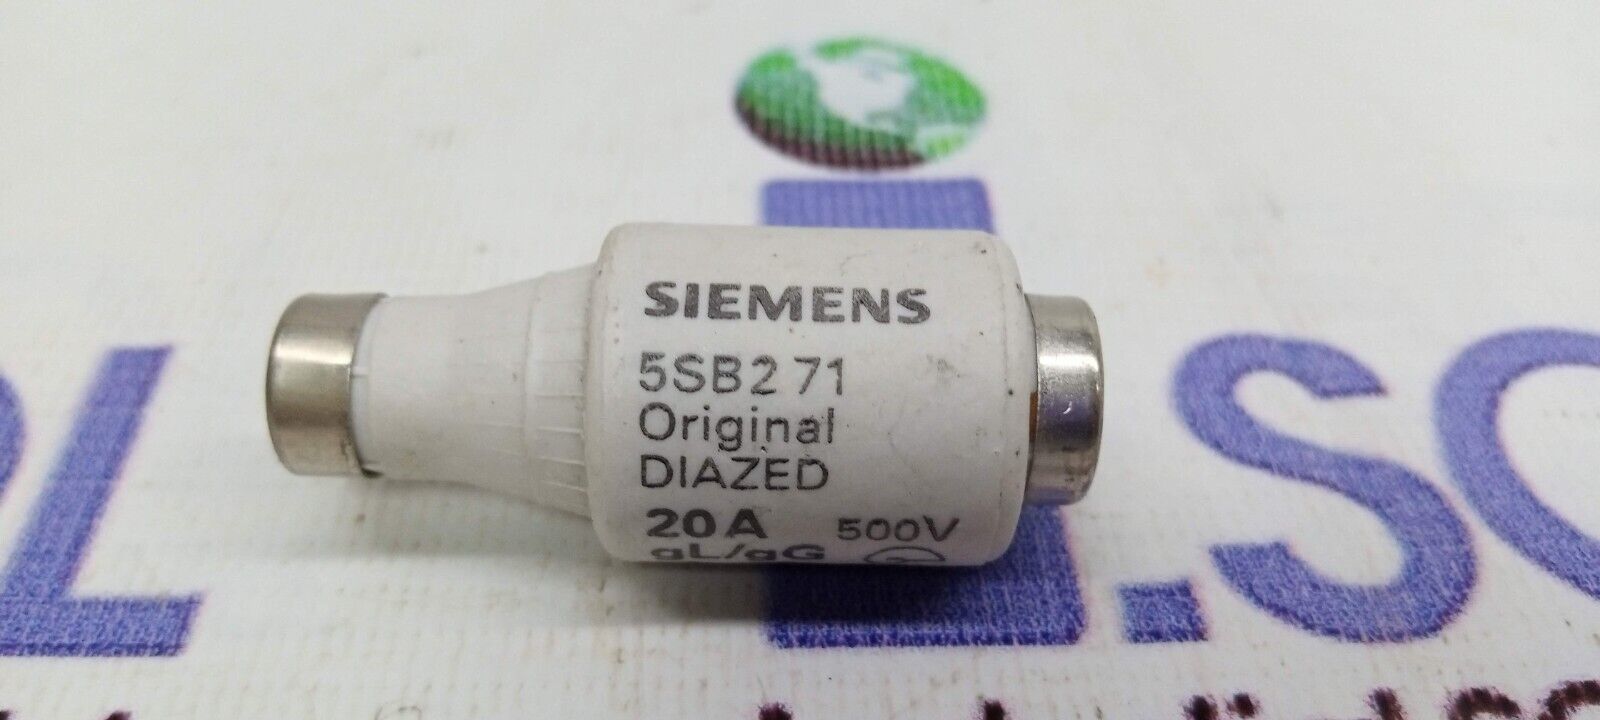 SIEMENS
5SB2 71
Original
DIAZED
20A 500V
gL/gG